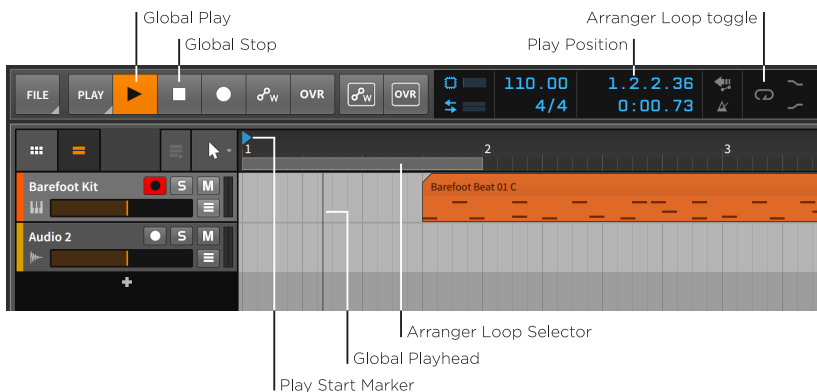 Global Play
Arranger Loop toggle
Global Stop
Play Position
FILE
PLAY
W
OVR
W
OVR
110.00
4/4
1.2.2.36
0:00.73
1
2
3
Barefoot Kit
S
M
Barefoot Beat 01 C
Audio 2
S
M
Arranger Loop Selector
Global Playhead
Play Start Marker